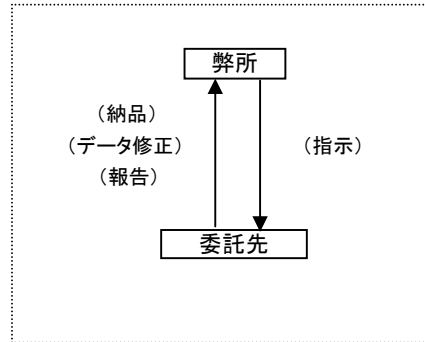 弊所
（納品）
（データ修正）
（指示）
（報告）
委託先